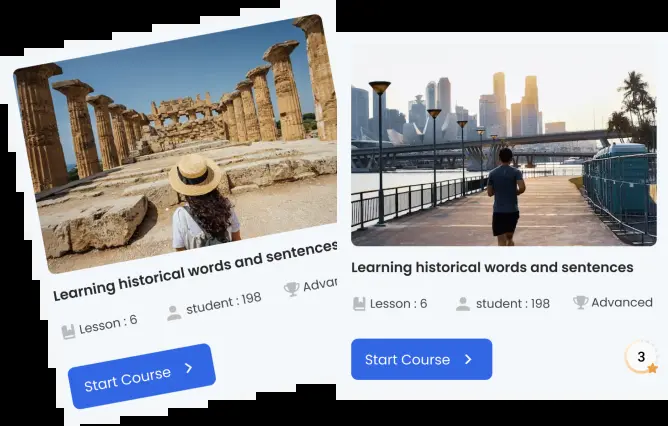 Learning historical words and sentences
Lesson : 6
student : 198
Advan
Start Course
Learning historical words and sentences
Lesson : 6
student : 198
Advanced
Start Course
3